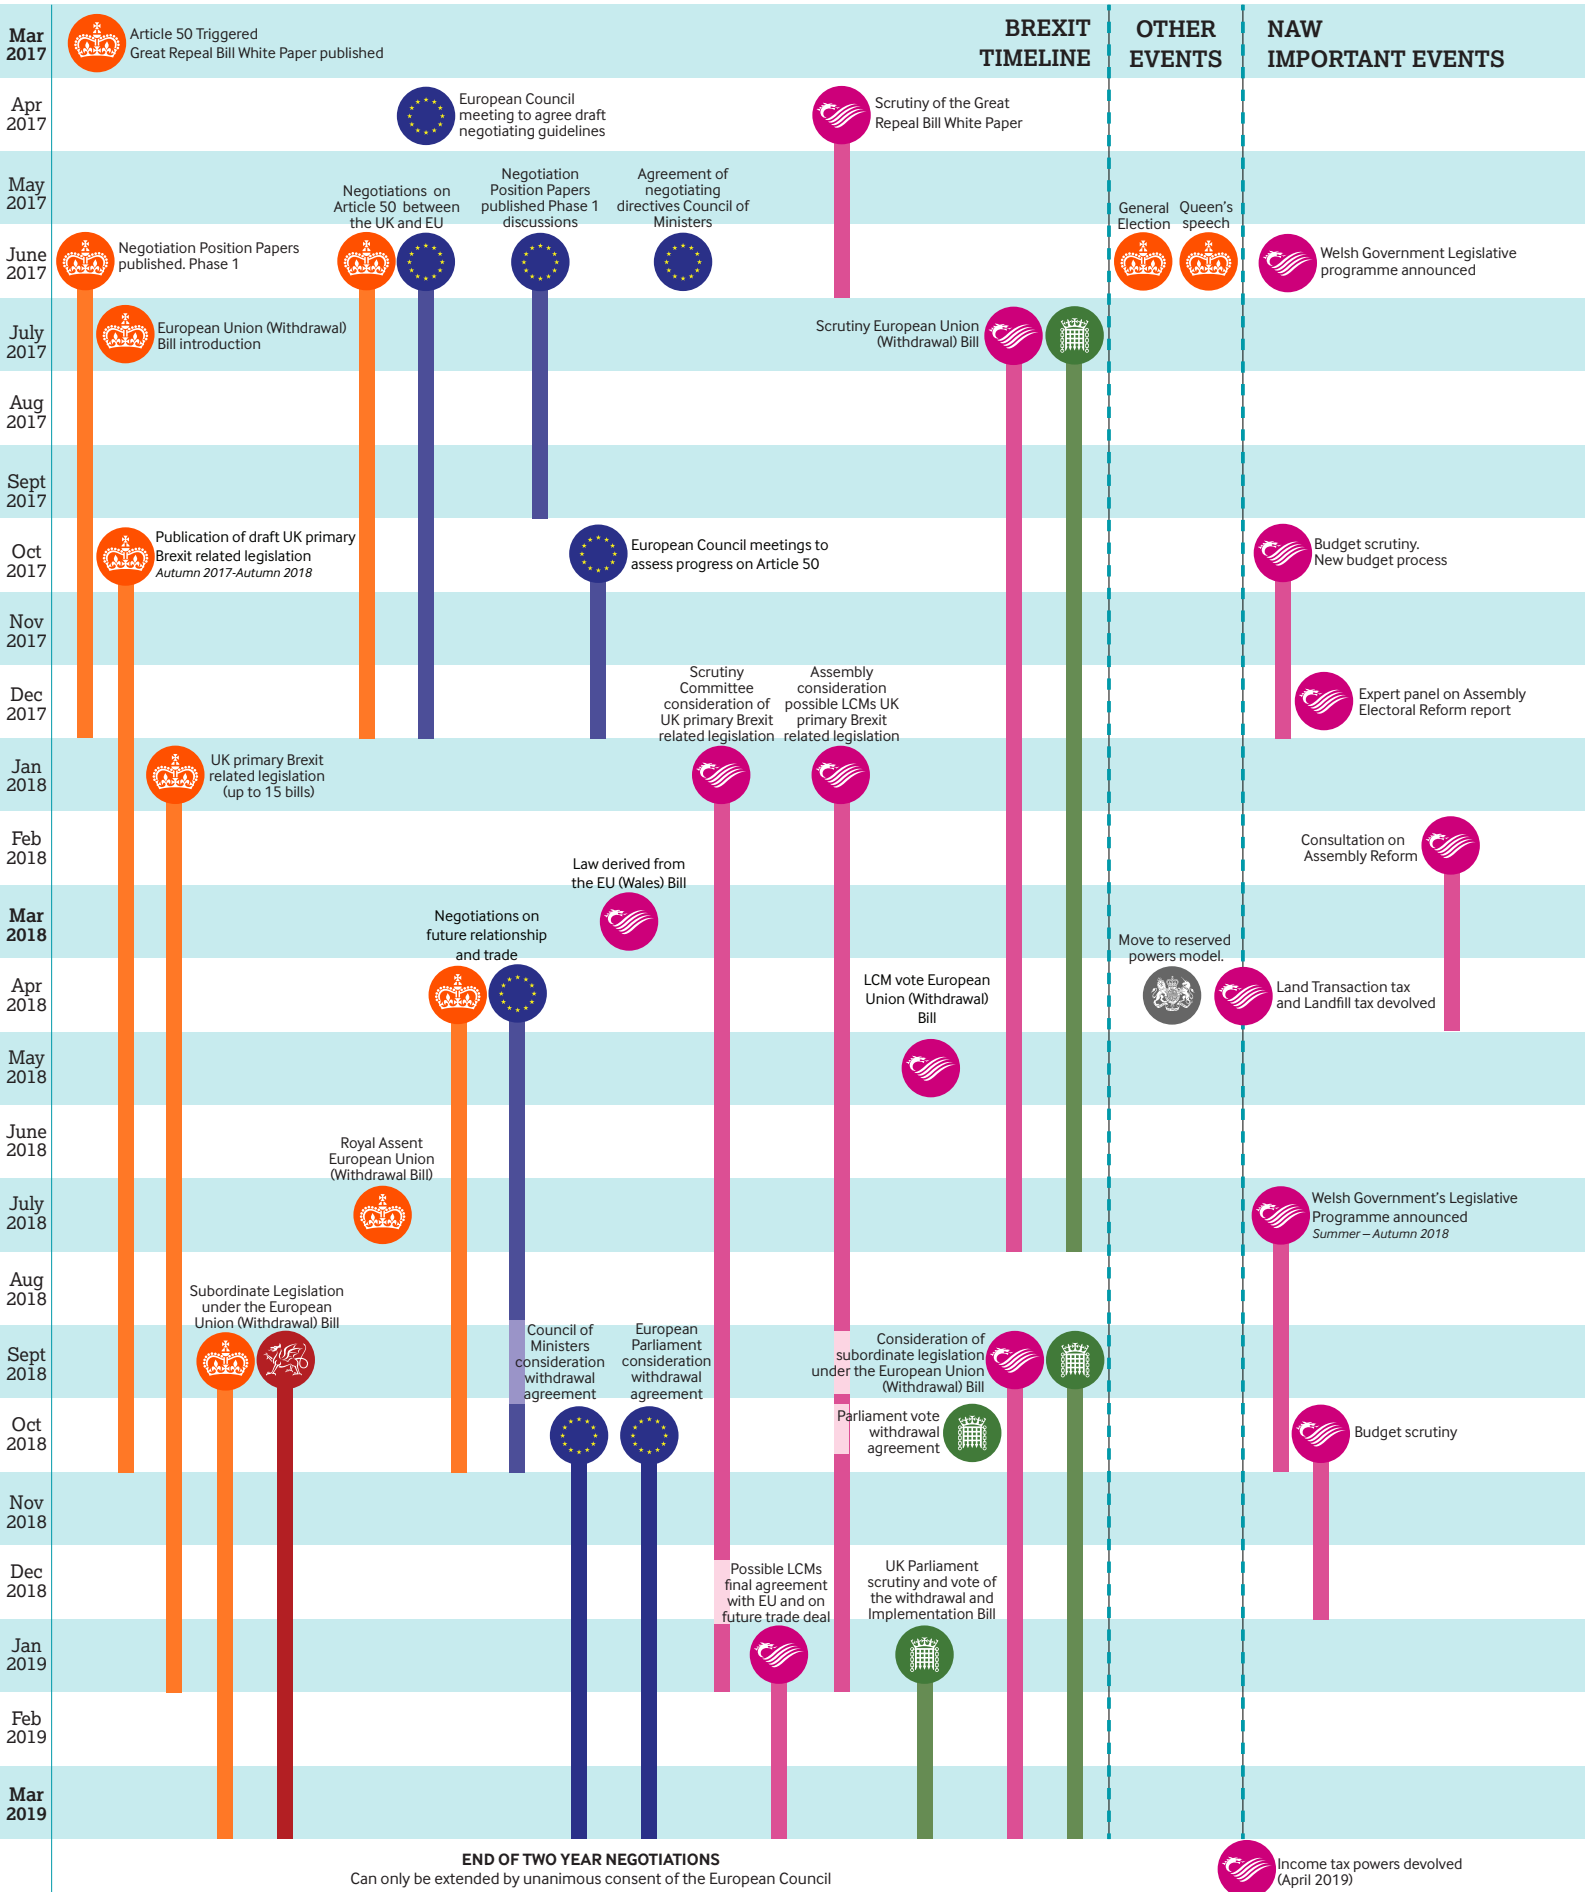 BREXIT
TIMELINE
OTHER
EVENTS
NAW
IMPORTANT EVENTS
Mar
2017
Article 50 Triggered
Great Repeal Bill White Paper published
Apr
2017
European Council
meeting to agree draft
negotiating guidelines
Scrutiny of the Great
Repeal Bill White Paper
May
2017
Negotiations on
Article 50 between
the UK and EU
Negotiation
Position Papers
published Phase 1
discussions
Agreement of
negotiating
directives Council of
Ministers
General
Election
Queen's
speech
June
2017
Negotiation Position Papers
published. Phase 1
Welsh Government Legislative
programme announced
July
2017
European Union (Withdrawal)
Bill introduction
Scrutiny European Union
(Withdrawal) Bill
Aug
2017
Sept
2017
Oct
2017
Publication of draft UK primary
Brexit related legislation
Autumn 2017-Autumn 2018
European Council meetings to
assess progress on Article 50
Budget scrutiny.
New budget process
Nov
2017
Dec
2017
Scrutiny
Committee
consideration of
UK primary Brexit
related legislation
Assembly
consideration
possible LCMs UK
primary Brexit
related legislation
Expert panel on Assembly
Electoral Reform report
Jan
2018
UK primary Brexit
related legislation
(up to 15 bills)
Feb
2018
Law derived from
the EU (Wales) Bill
Consultation on
Assembly Reform
Mar
2018
Negotiations on
future relationship
and trade
Move to reserved
powers model.
Apr
2018
LCM vote European
Union (Withdrawal)
Bill
Land Transaction tax
and Landfill tax devolved
May
2018
June
2018
Royal Assent
European Union
(Withdrawal Bill)
July
2018
Welsh Government's Legislative
Programme announced
Summer – Autumn 2018
Aug
2018
Subordinate Legislation
under the European
Union (Withdrawal) Bill
Sept
2018
Council of
Ministers
consideration
withdrawal
agreement
European
Parliament
consideration
withdrawal
agreement
Consideration of
subordinate legislation
under the European Union
(Withdrawal) Bill
Oct
2018
Parliament vote
withdrawal
agreement
Budget scrutiny
Nov
2018
Dec
2018
Possible LCMs
final agreement
with EU and on
future trade deal
UK Parliament
scrutiny and vote of
the withdrawal and
Implementation Bill
Jan
2019
Feb
2019
Mar
2019
END OF TWO YEAR NEGOTIATIONS
Can only be extended by unanimous consent of the European Council
Income tax powers devolved
(April 2019)